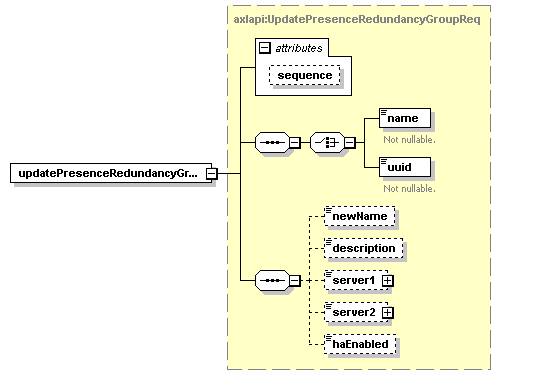 axlapi:UpdatePresenceRedundancyGroupReq
attributes
sequence
name
Not nullable.
uuid
Not nullable.
updatePresenceRedundancyGr...
newName
description
server1
server2
haEnabled